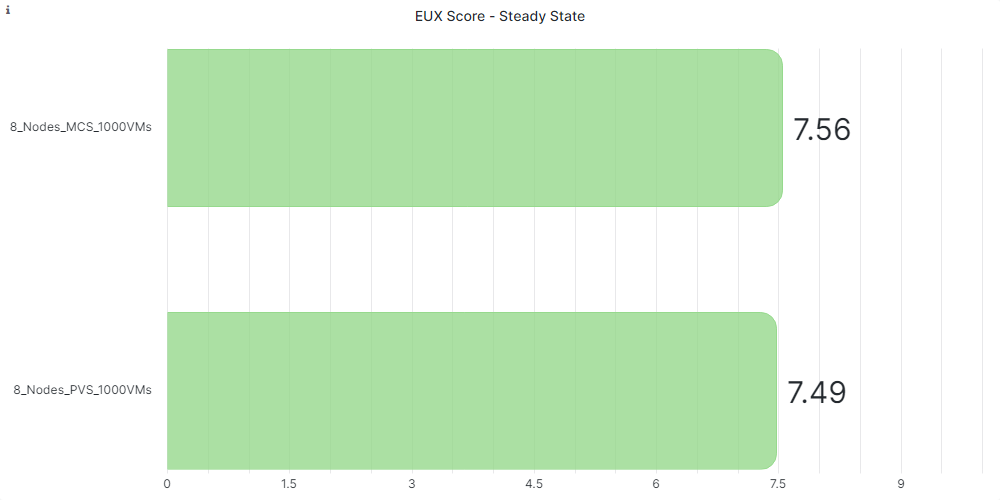 i
EUX Score - Steady State
8_Nodes_MCS_1000VMs
7.56
8_Nodes_PVS_1000VMs
7.49
0 1.5 3 4.5 6 7.5 9